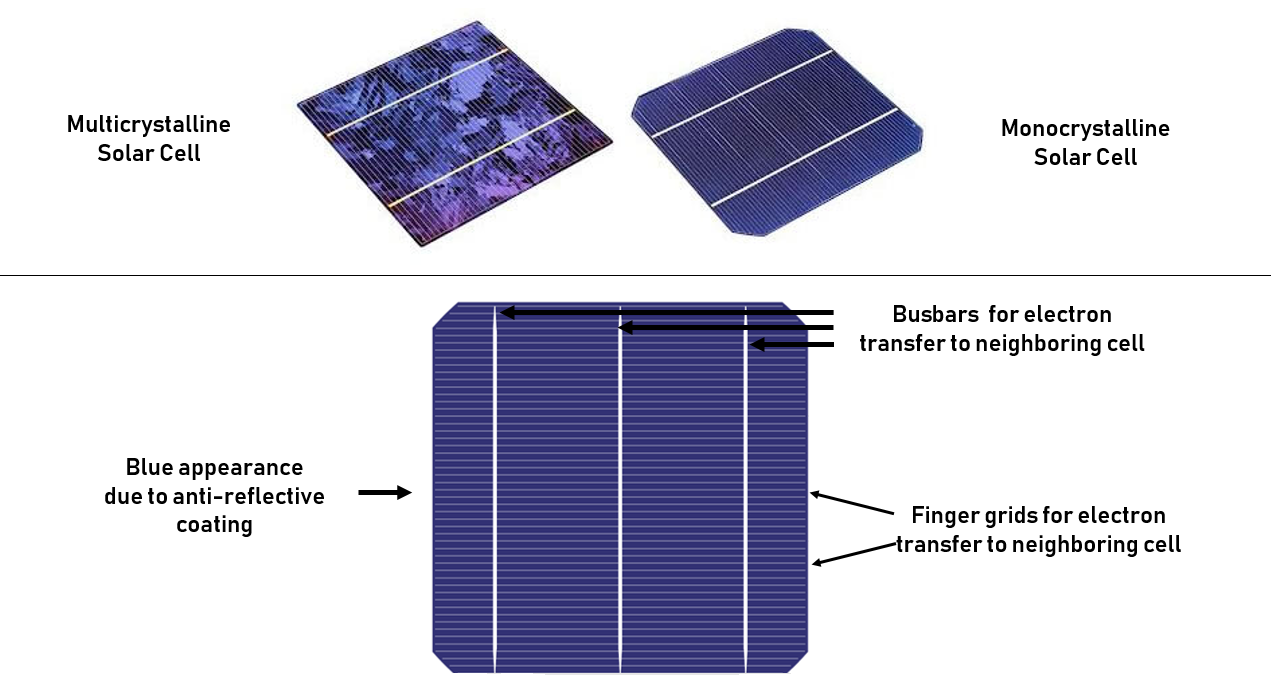 Multicrystalline
Solar Cell
Monocrystalline
Solar Cell
Busbars for electron
transfer to neighboring cell
Blue appearance
due to anti-reflective
coating
Finger grids for electron
transfer to neighboring cell